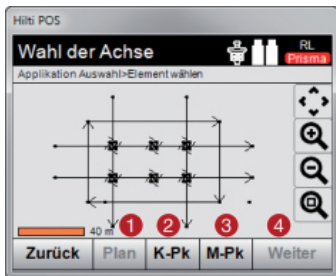 Hilti POS
Wahl der Achse RL
Prisma
Applikation Auswahl>Element wählen
40 m
1 2 3 4
Zurück Plan K-Pk M-Pk Weiter